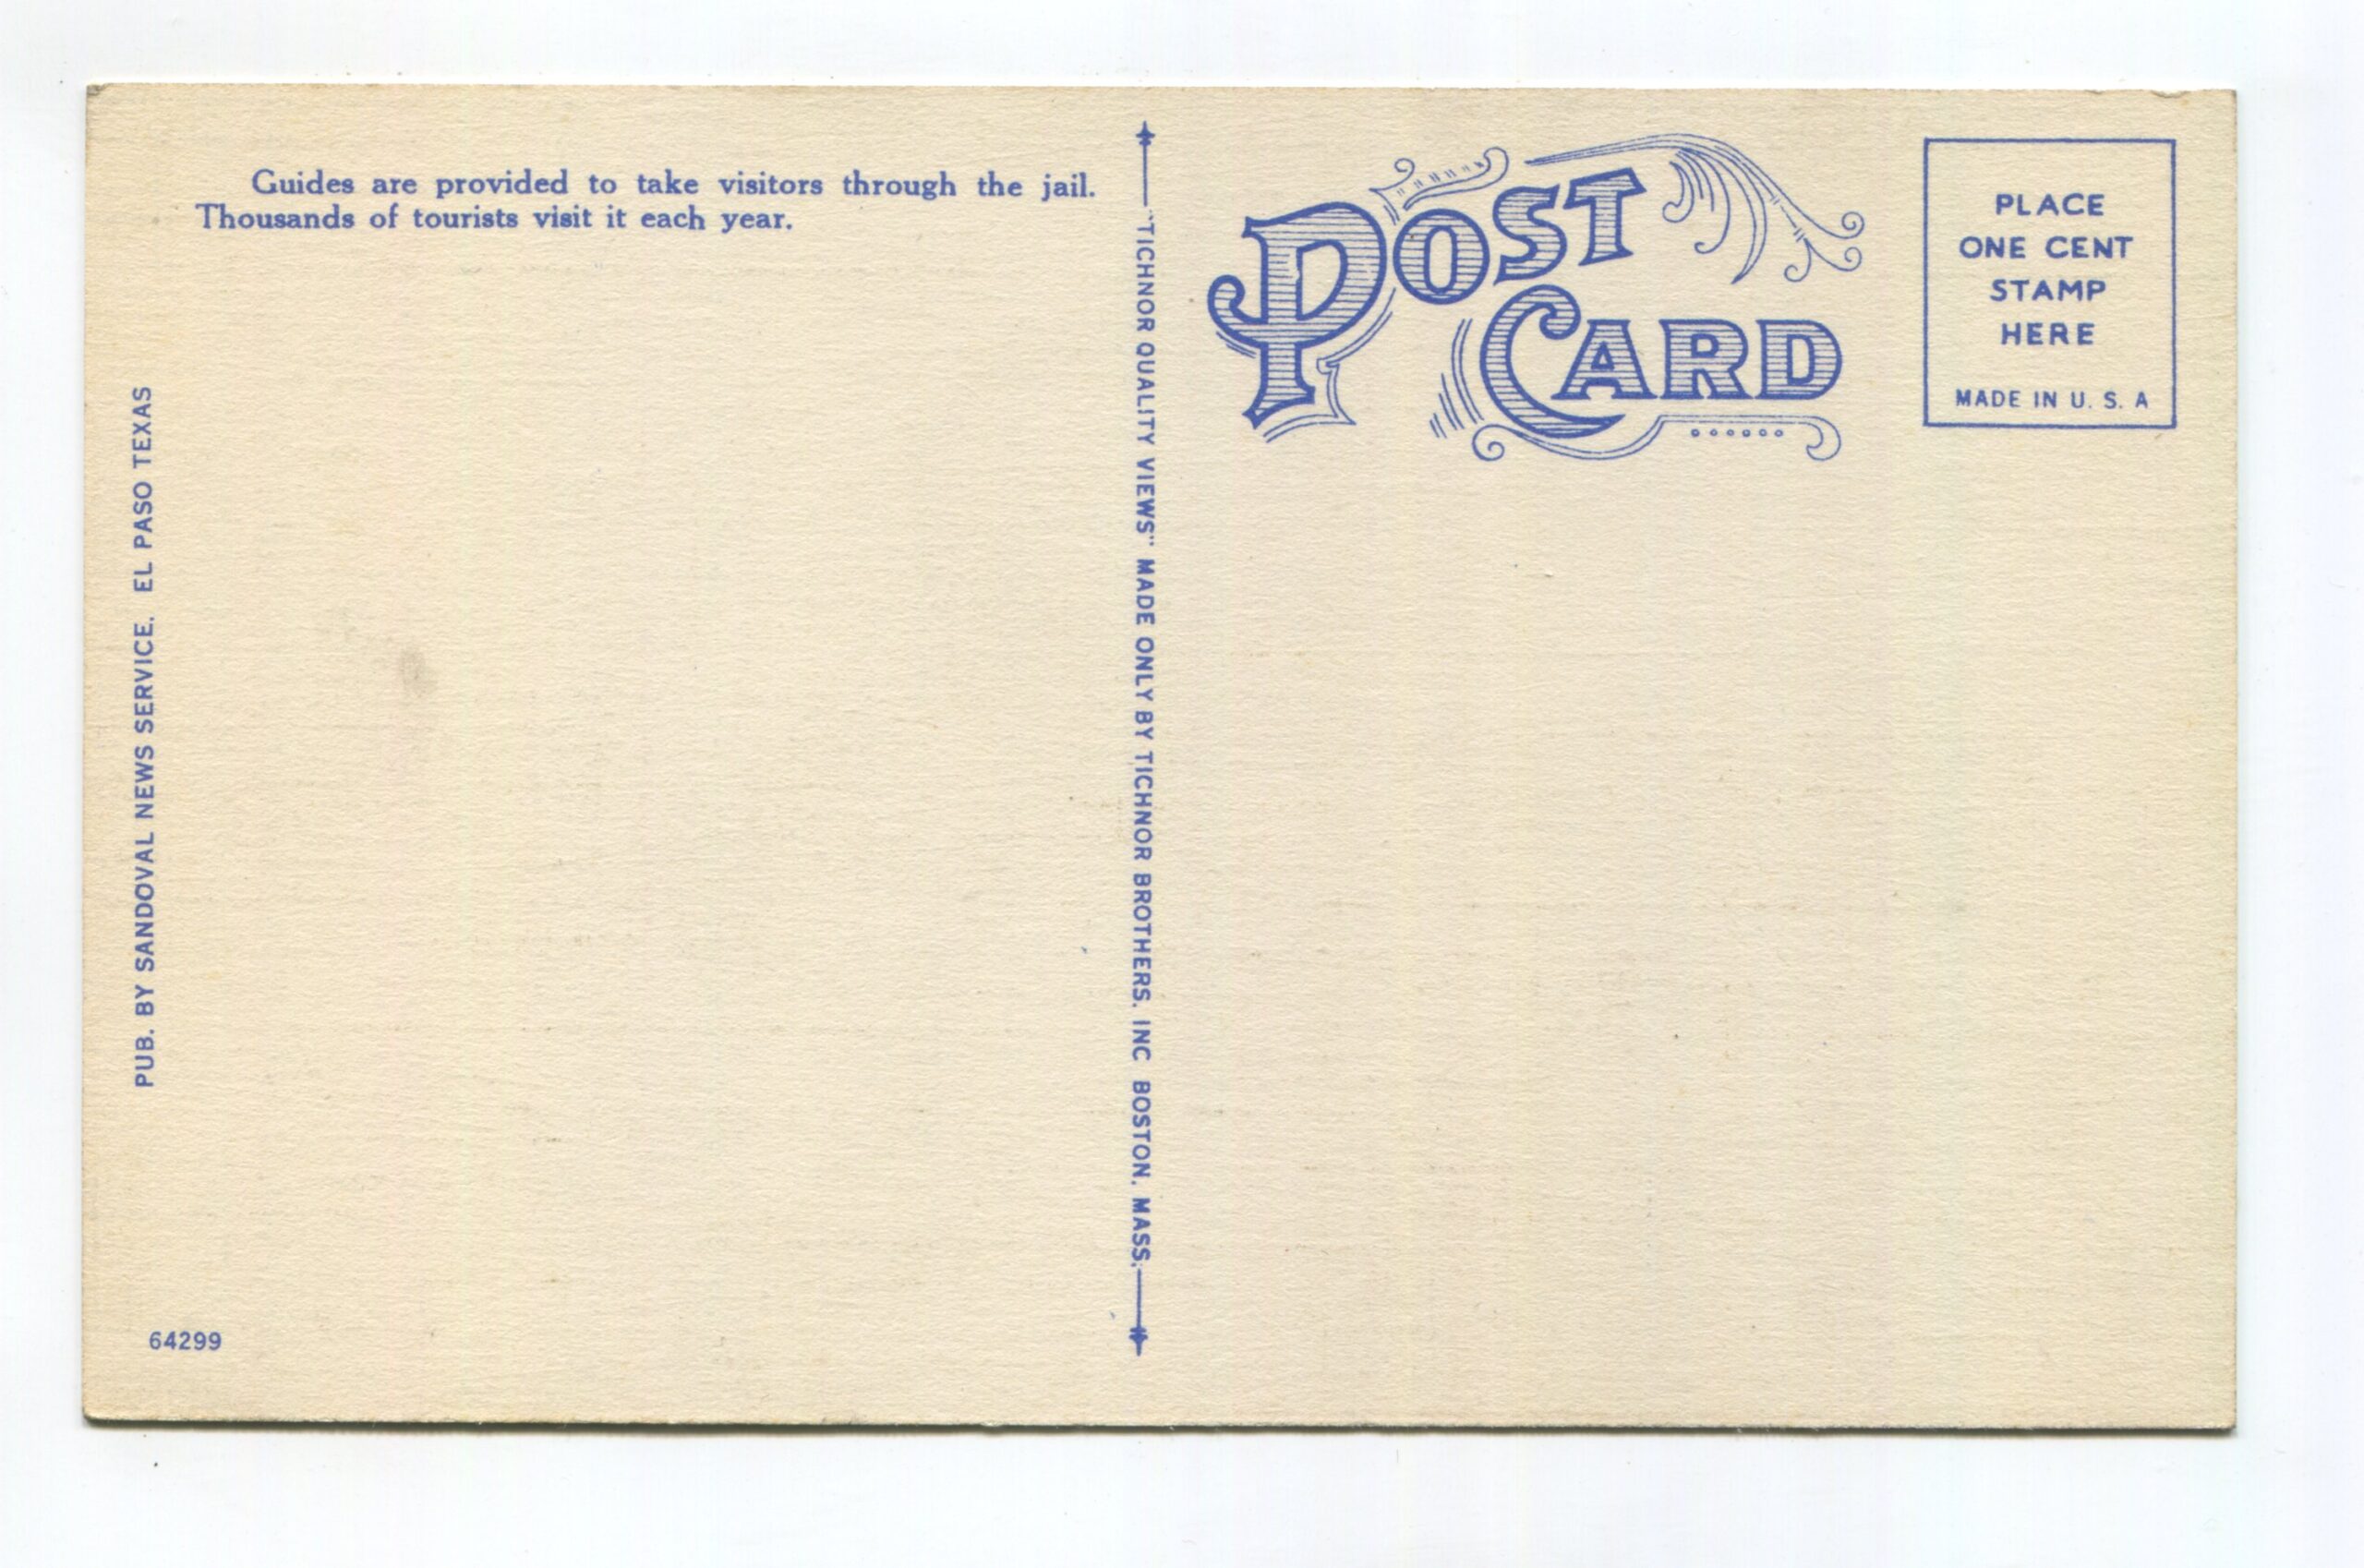 Guides are provided to take visitors through the jail.
Thousands of tourists visit it each year.
PUB. BY SANDOVAL NEWS SERVICE. EL PASO TEXAS
64299
"TICHNOR QUALITY VIEWS" MADE ONLY BY TICHNOR BROTHERS. INC BOSTON. MASS.
POST
CARD
PLACE
ONE CENT
STAMP
HERE
MADE IN U. S. A